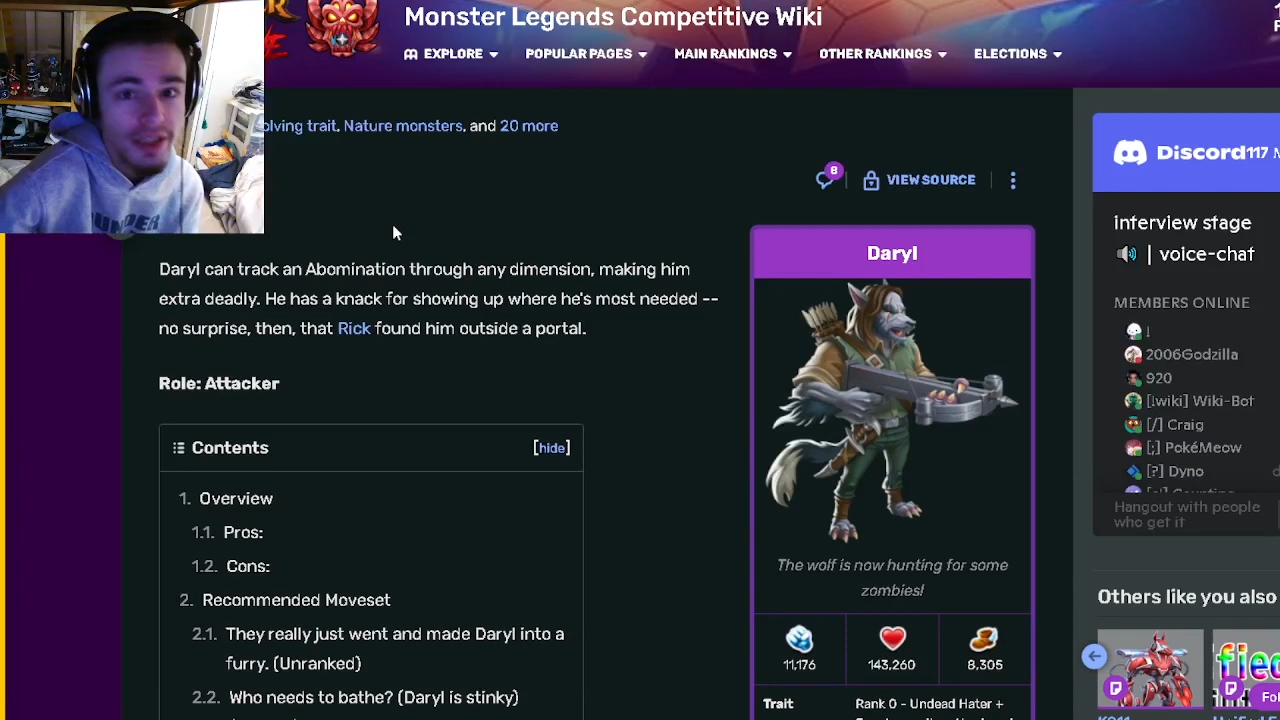 Monster Legends Competitive Wiki
EXPLORE
POPULAR PAGES
MAIN RANKINGS
OTHER RANKINGS
ELECTIONS
olving trait, Nature monsters, and 20 more
8
VIEW SOURCE
Daryl can track an Abomination through any dimension, making him
extra deadly. He has a knack for showing up where he's most needed --
no surprise, then, that Rick found him outside a portal.
Role: Attacker
Contents [hide]
1. Overview
1.1. Pros:
1.2. Cons:
2. Recommended Moveset
2.1. They really just went and made Daryl into a
furry. (Unranked)
2.2. Who needs to bathe? (Daryl is stinky)
Daryl
The wolf is now hunting for some
zombies!
11,176 143,260 8,305
Trait Rank 0 - Undead Hater +
Discord 117
interview stage
| voice-chat
MEMBERS ONLINE
!
2006Godzilla
920
[!wiki] Wiki-Bot
[/] Craig
[;] PokéMeow
[?] Dyno
Hangout with people
who get it
Others like you also